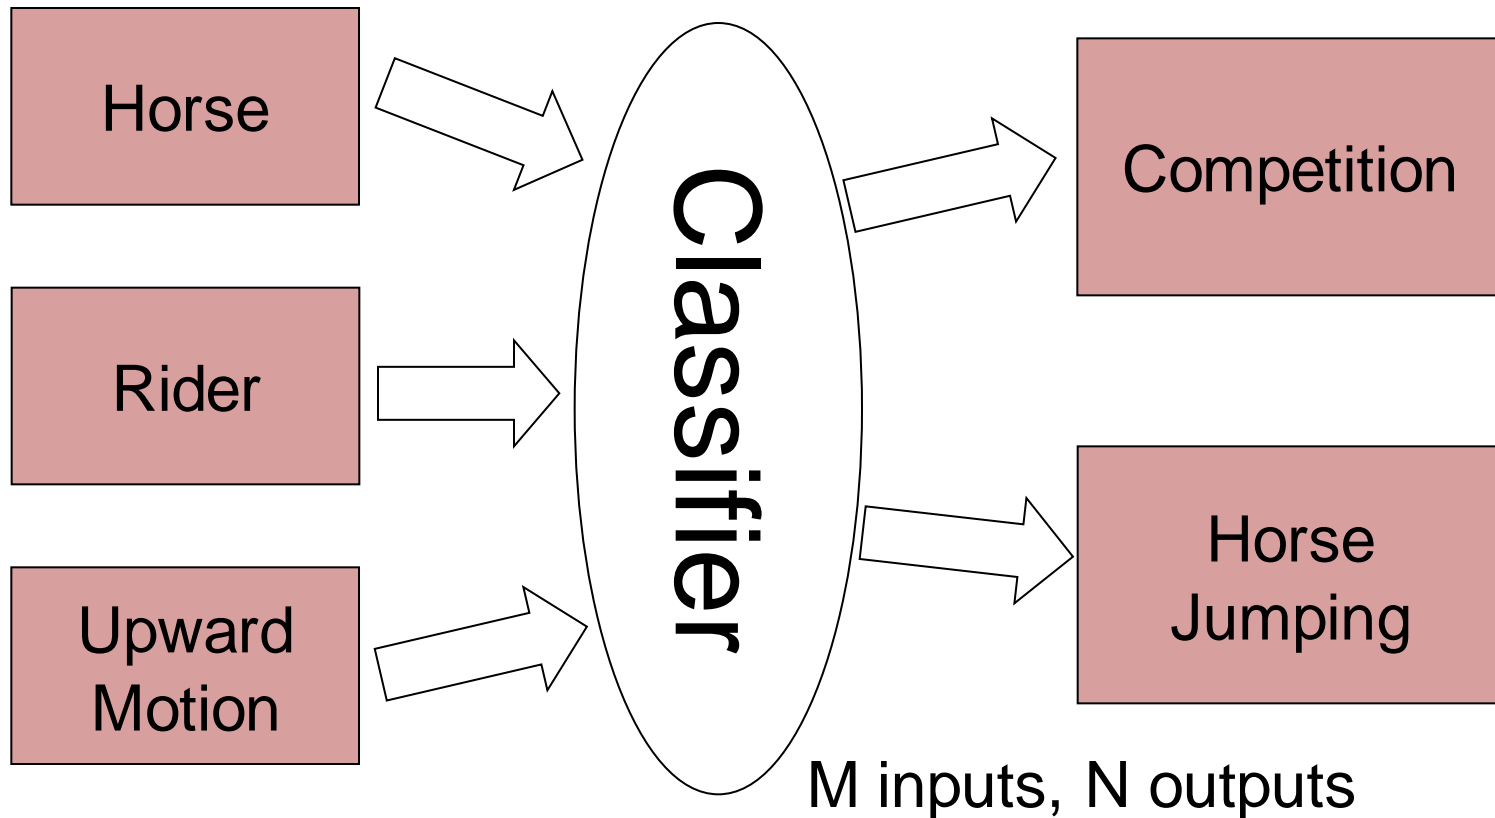 Horse
Rider
Upward
Motion
Classifier
Competition
Horse
Jumping
M inputs, N outputs